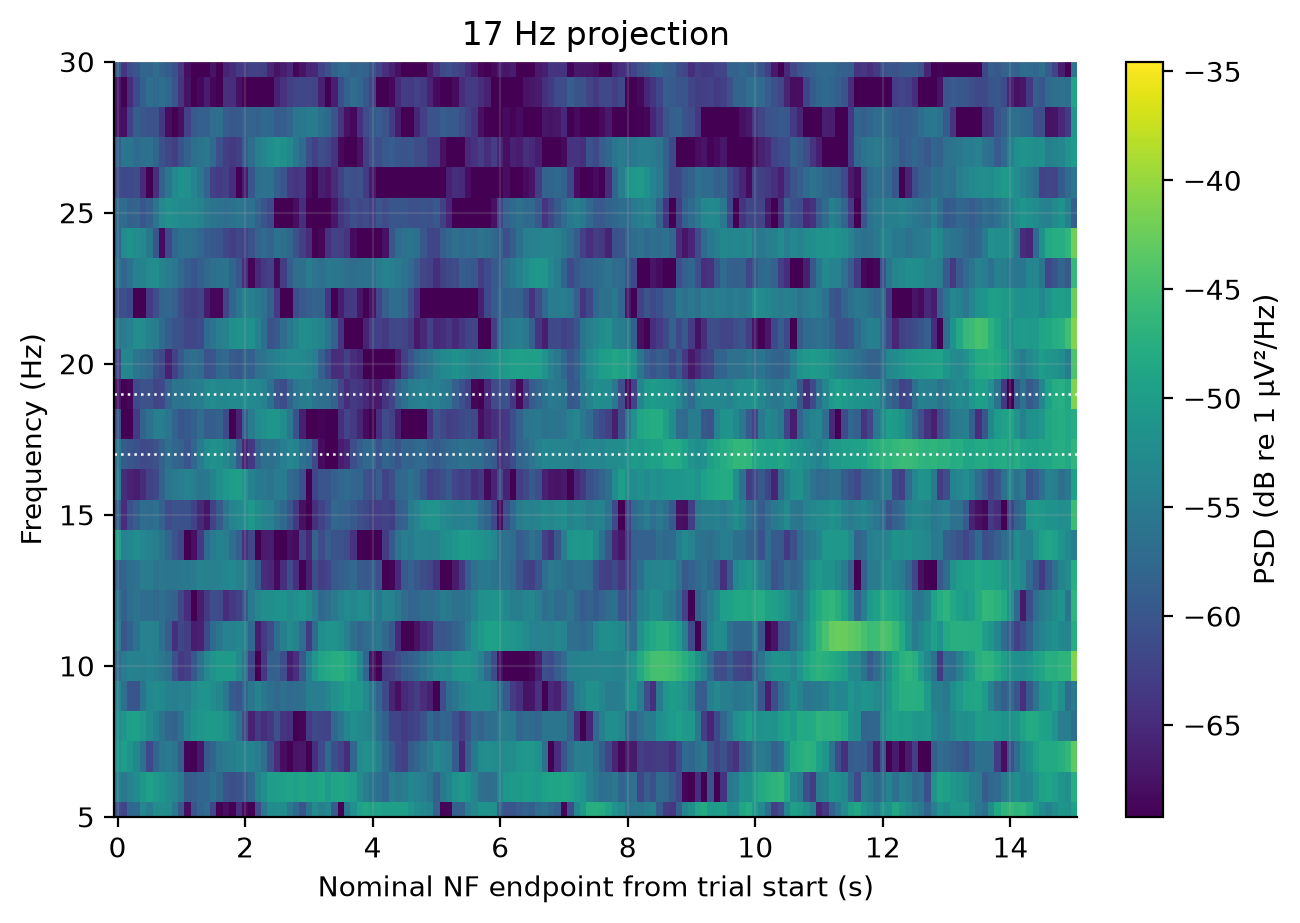 17 Hz projection
30
25
20
15
10
5
Frequency (Hz)
0 2 4 6 8 10 12 14
Nominal NF endpoint from trial start (s)
−35
−40
−45
−50
−55
−60
−65
PSD (dB re 1 µV²/Hz)